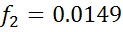 f₂ = 0.0149